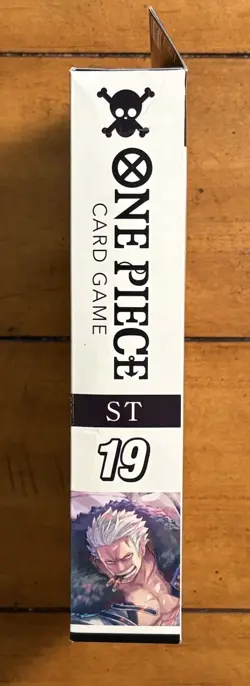 ONE PIECE
CARD GAME
ST
19